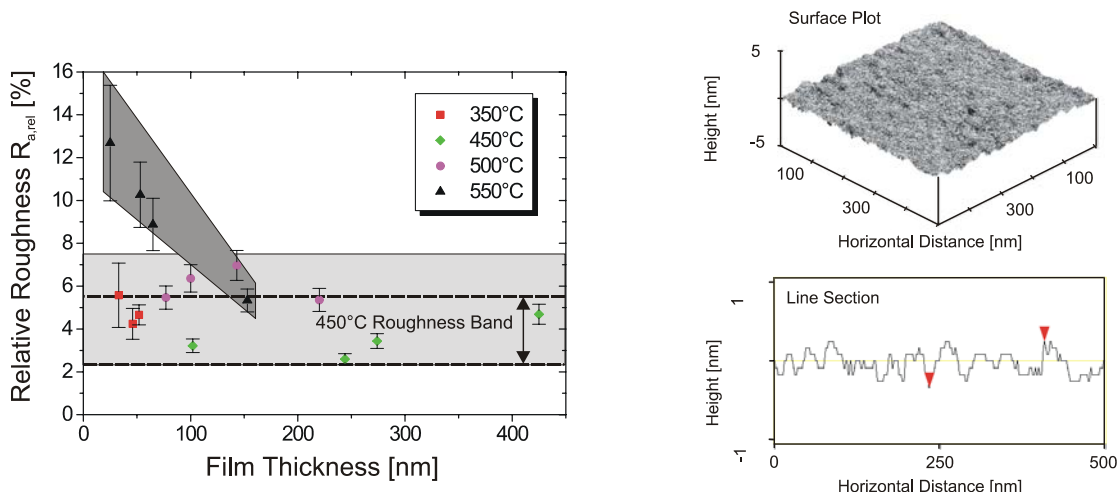 Relative Roughness R_a,rel [%]
16
14
12
10
8
6
4
2
0
350°C
450°C
500°C
550°C
450°C Roughness Band
0
100
200
300
400
Film Thickness [nm]
Surface Plot
Height [nm]
5
0
-5
100
300
300
100
Horizontal Distance [nm]
Line Section
Height [nm]
1
0
-1
0
250
500
Horizontal Distance [nm]